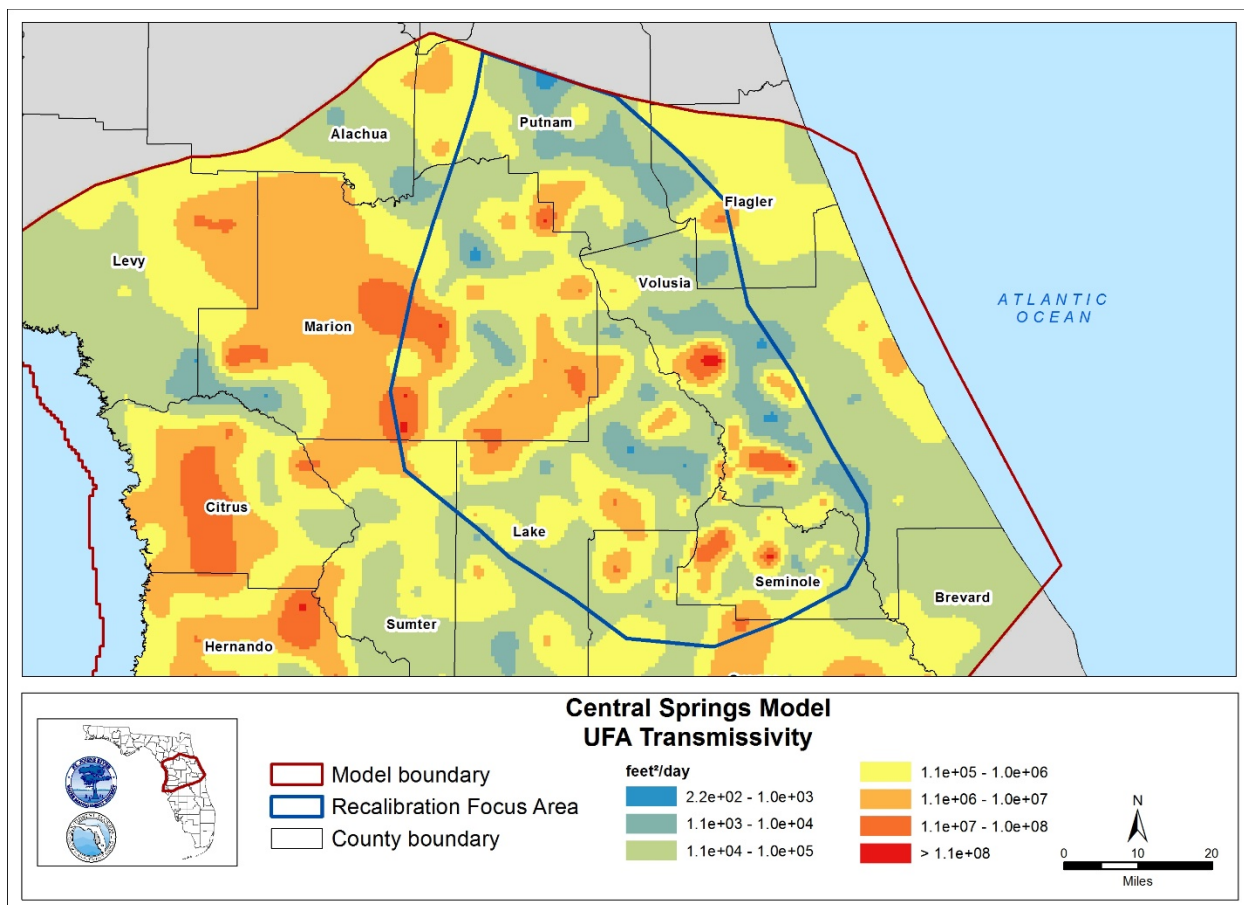 Alachua
Putnam
Flagler
Levy
Volusia
Marion
ATLANTIC
OCEAN
Citrus
Lake
Seminole
Brevard
Sumter
Hernando
Central Springs Model
UFA Transmissivity
Model boundary
Recalibration Focus Area
County boundary
feet²/day
2.2e+02 - 1.0e+03
1.1e+03 - 1.0e+04
1.1e+04 - 1.0e+05
1.1e+05 - 1.0e+06
1.1e+06 - 1.0e+07
1.1e+07 - 1.0e+08
> 1.1e+08
N
0 10 20
Miles